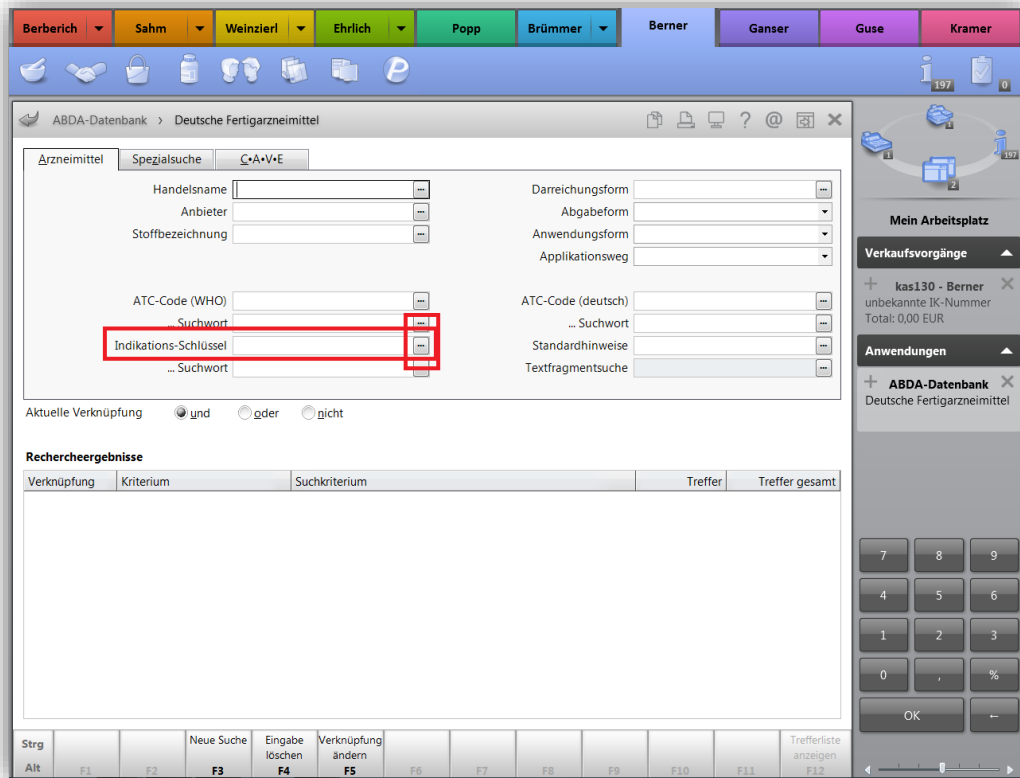 Berberich Sahm Weinzierl Ehrlich Popp Brümmer Berner Ganser Guse Kramer
197 0
ABDA-Datenbank › Deutsche Fertigarzneimittel
? @
1
1
197
2
Mein Arbeitsplatz
Arzneimittel Spezialsuche C•A•V•E
Handelsname ... Darreichungsform ...
Anbieter ... Abgabeform
Stoffbezeichnung ... Anwendungsform
Applikationsweg
ATC-Code (WHO) ... ATC-Code (deutsch) ...
... Suchwort ... ... Suchwort ...
Indikations-Schlüssel ... Standardhinweise ...
... Suchwort Textfragmentsuche ...
Aktuelle Verknüpfung und oder nicht
Rechercheergebnisse
Verknüpfung Kriterium Suchkriterium Treffer Treffer gesamt
Verkaufsvorgänge
kas130 - Berner
unbekannte IK-Nummer
Total: 0,00 EUR
Anwendungen
ABDA-Datenbank
Deutsche Fertigarzneimittel
7 8 9
4 5 6
1 2 3
0 , %
OK ←
Strg Neue Suche Eingabe löschen Verknüpfung ändern Trefferliste anzeigen
Alt F1 F2 F3 F4 F5 F6 F7 F8 F9 F10 F11 F12